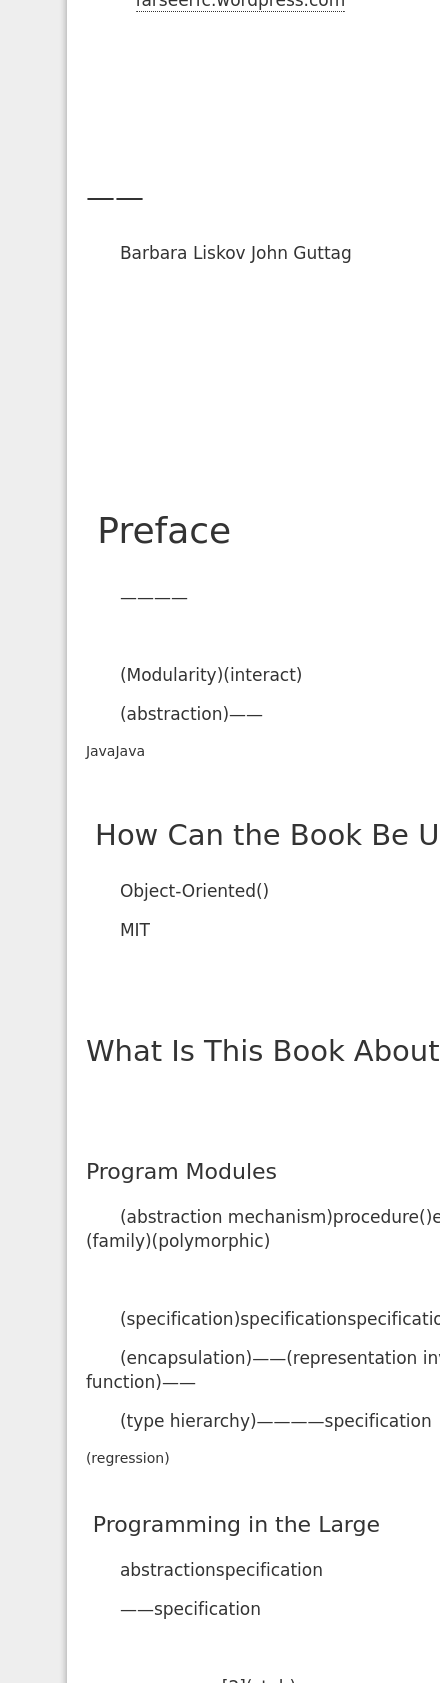 farseerfc.wordpress.com
——
Barbara Liskov John Guttag
Preface
————
(Modularity)(interact)
(abstraction)——
JavaJava
How Can the Book Be U
Object-Oriented()
MIT
What Is This Book About
Program Modules
(abstraction mechanism)procedure()e
(family)(polymorphic)
(specification)specificationspecificatio
(encapsulation)——(representation inv
function)——
(type hierarchy)————specification
(regression)
Programming in the Large
abstractionspecification
——specification